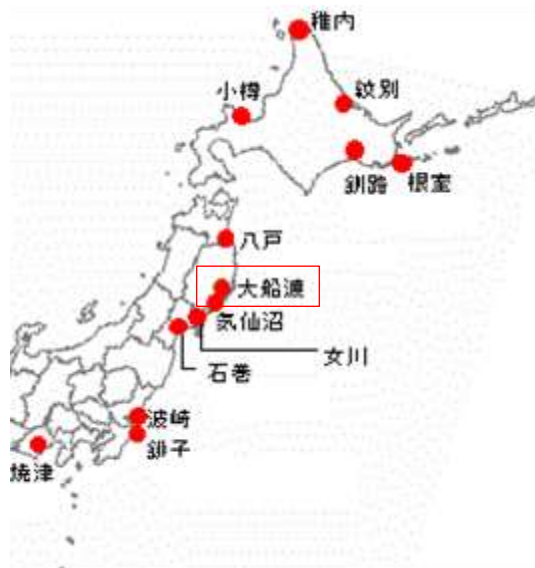 稚内
小樽
紋別
釧路
根室
八戸
大船渡
気仙沼
女川
石巻
波崎
銚子
焼津